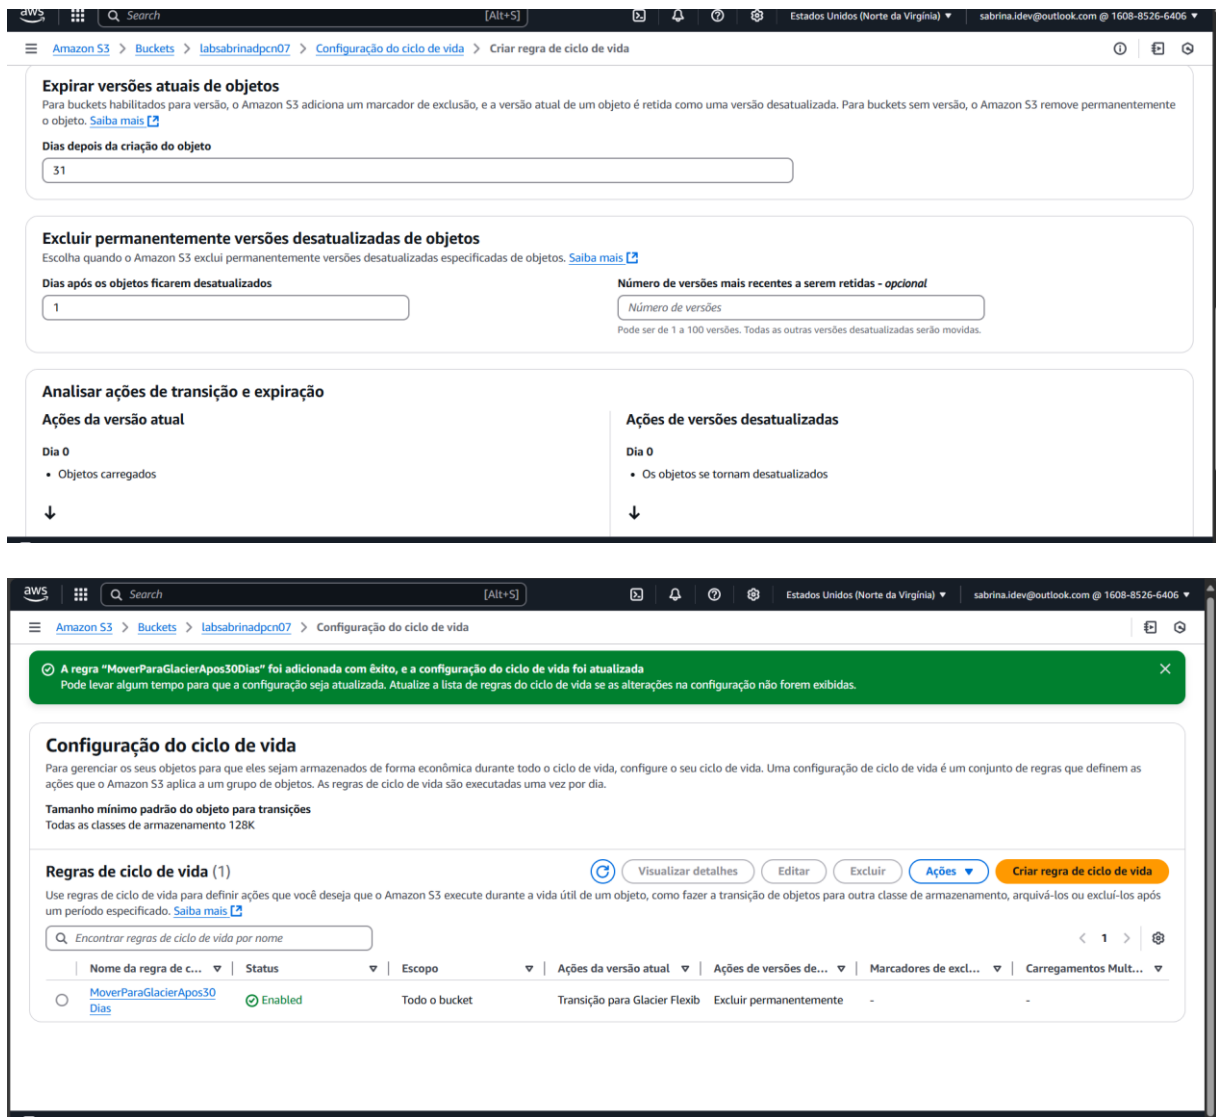 aws
Search
[Alt+S]
Estados Unidos (Norte da Virgínia) ▼
sabrina.idev@outlook.com @ 1608-8526-6406 ▼
Amazon S3 > Buckets > labsabrinadpcn07 > Configuração do ciclo de vida > Criar regra de ciclo de vida
Expirar versões atuais de objetos
Para buckets habilitados para versão, o Amazon S3 adiciona um marcador de exclusão, e a versão atual de um objeto é retida como uma versão desatualizada. Para buckets sem versão, o Amazon S3 remove permanentemente
o objeto. Saiba mais
Dias depois da criação do objeto
31
Excluir permanentemente versões desatualizadas de objetos
Escolha quando o Amazon S3 exclui permanentemente versões desatualizadas especificadas de objetos. Saiba mais
Dias após os objetos ficarem desatualizados
1
Número de versões mais recentes a serem retidas - opcional
Número de versões
Pode ser de 1 a 100 versões. Todas as outras versões desatualizadas serão movidas.
Analisar ações de transição e expiração
Ações da versão atual
Dia 0
• Objetos carregados
↓
Ações de versões desatualizadas
Dia 0
• Os objetos se tornam desatualizados
↓
aws
Search
[Alt+S]
Estados Unidos (Norte da Virgínia) ▼
sabrina.idev@outlook.com @ 1608-8526-6406 ▼
Amazon S3 > Buckets > labsabrinadpcn07 > Configuração do ciclo de vida
A regra “MoverParaGlacierApos30Dias” foi adicionada com êxito, e a configuração do ciclo de vida foi atualizada
Pode levar algum tempo para que a configuração seja atualizada. Atualize a lista de regras do ciclo de vida se as alterações na configuração não forem exibidas.
Configuração do ciclo de vida
Para gerenciar os seus objetos para que eles sejam armazenados de forma econômica durante todo o ciclo de vida, configure o seu ciclo de vida. Uma configuração de ciclo de vida é um conjunto de regras que definem as
ações que o Amazon S3 aplica a um grupo de objetos. As regras de ciclo de vida são executadas uma vez por dia.
Tamanho mínimo padrão do objeto para transições
Todas as classes de armazenamento 128K
Regras de ciclo de vida (1)
Visualizar detalhes
Editar
Excluir
Ações ▼
Criar regra de ciclo de vida
Use regras de ciclo de vida para definir ações que você deseja que o Amazon S3 execute durante a vida útil de um objeto, como fazer a transição de objetos para outra classe de armazenamento, arquivá-los ou excluí-los após
um período especificado. Saiba mais
Encontrar regras de ciclo de vida por nome
< 1 >
Nome da regra de c...
Status
Escopo
Ações da versão atual
Ações de versões de...
Marcadores de excl...
Carregamentos Mult...
MoverParaGlacierApos30
Dias
Enabled
Todo o bucket
Transição para Glacier Flexib
Excluir permanentemente
-
-